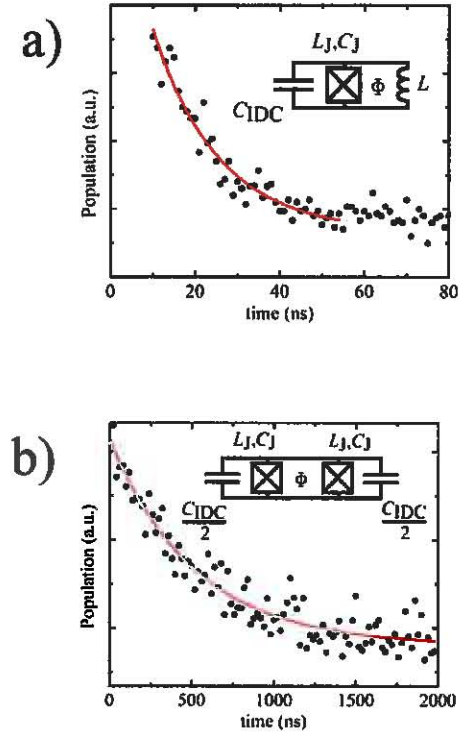 a)
L_J,C_J
C_IDC
Φ
L
Population (a.u.)
0 20 40 60 80
time (ns)
b)
L_J,C_J L_J,C_J
Φ
C_IDC/2 C_IDC/2
Population (a.u.)
0 500 1000 1500 2000
time (ns)